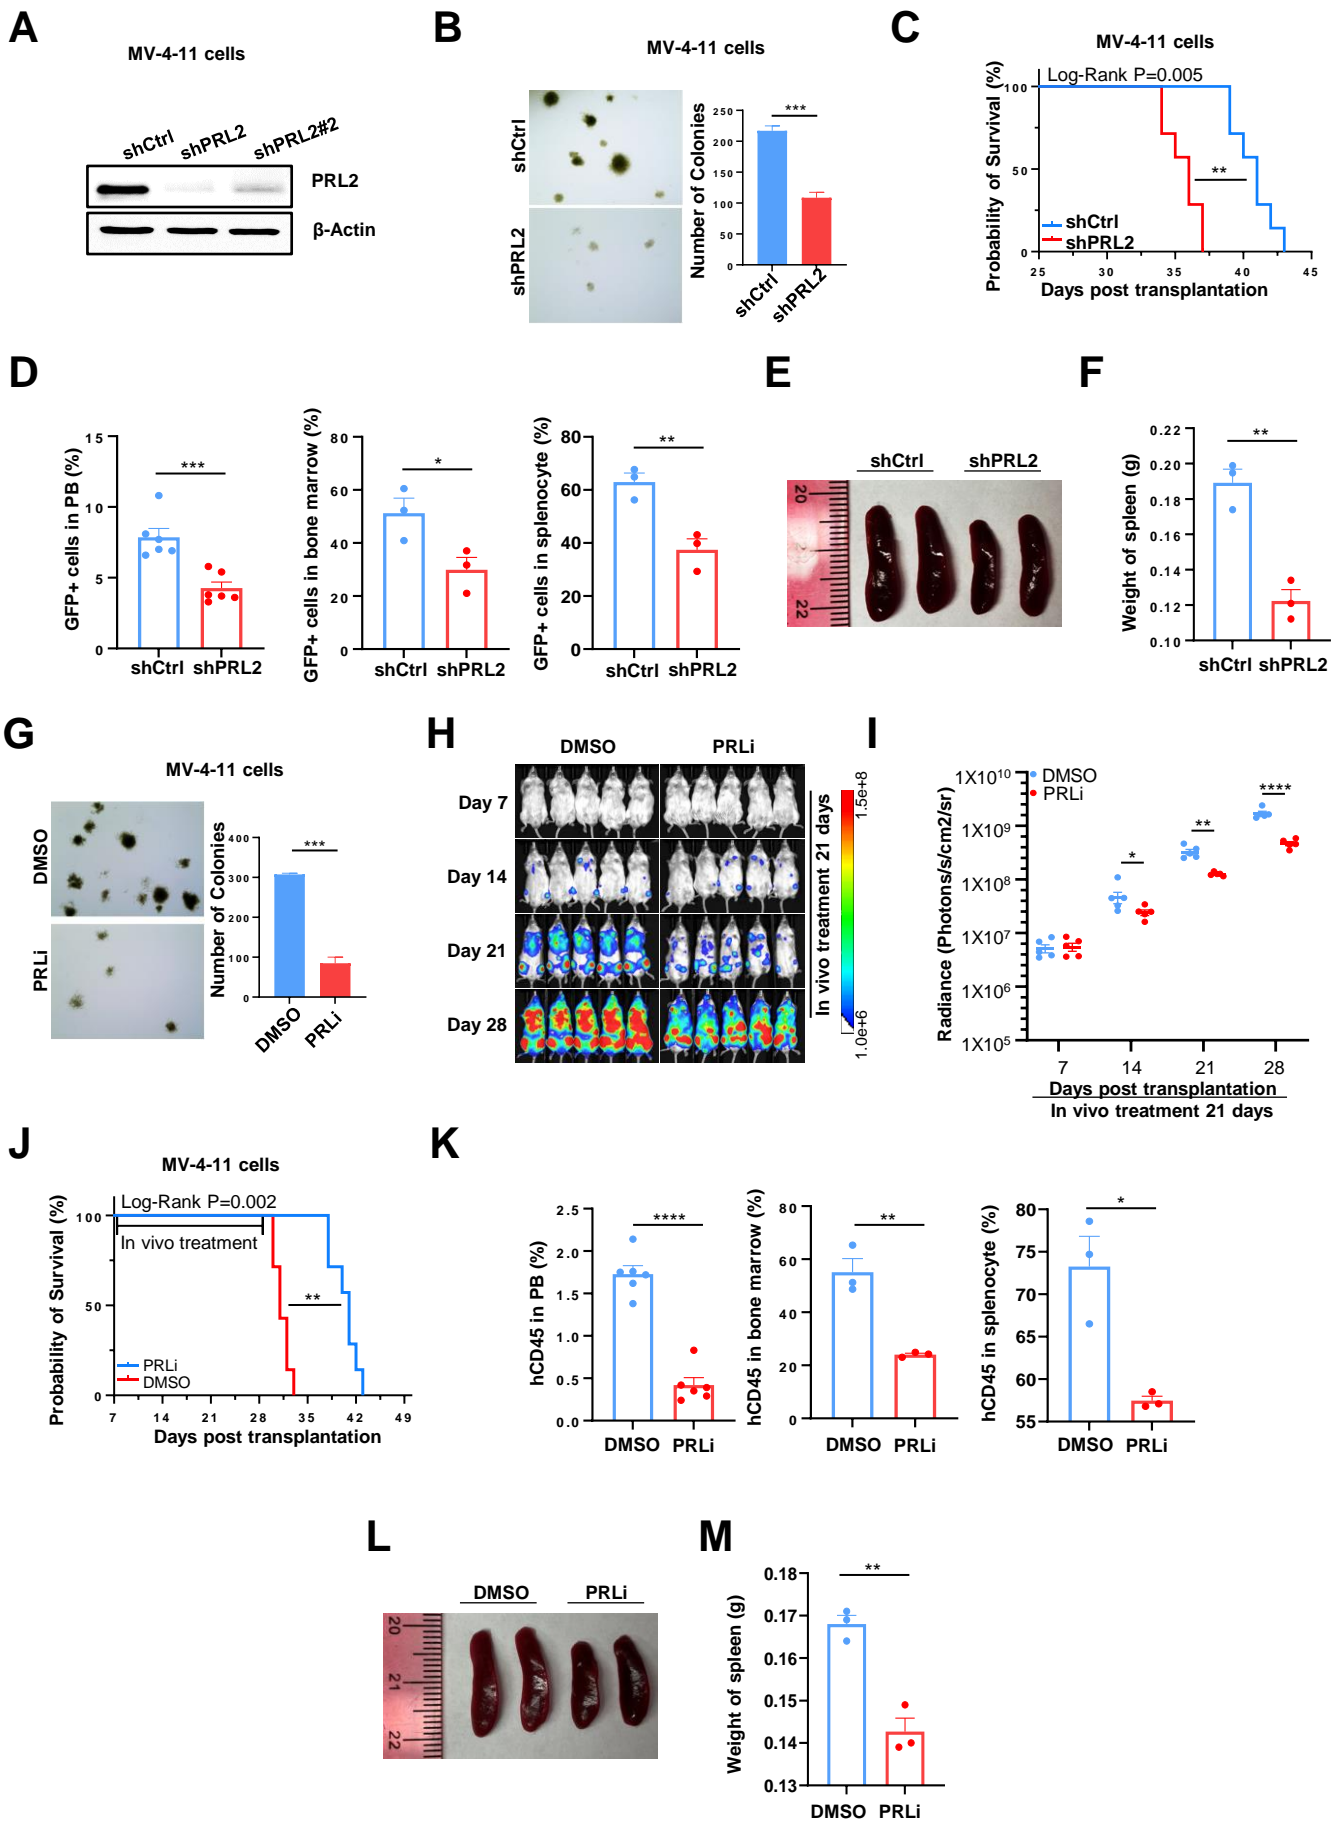 A
MV-4-11 cells
shCtrl
shPRL2
shPRL2#2
PRL2
β-Actin
B
MV-4-11 cells
shCtrl
shPRL2
Number of Colonies
250
200
150
100
50
0
***
shCtrl
shPRL2
C
MV-4-11 cells
Log-Rank P=0.005
Probability of Survival (%)
100
50
0
**
shCtrl
shPRL2
25
30
35
40
45
Days post transplantation
D
GFP+ cells in PB (%)
15
10
5
0
***
shCtrl
shPRL2
GFP+ cells in bone marrow (%)
80
60
40
20
0
*
shCtrl
shPRL2
GFP+ cells in splenocyte (%)
80
60
40
20
0
**
shCtrl
shPRL2
E
shCtrl
shPRL2
20
22
F
Weight of spleen (g)
0.22
0.20
0.18
0.16
0.14
0.12
0.10
**
shCtrl
shPRL2
G
MV-4-11 cells
DMSO
PRLi
Number of Colonies
400
300
200
100
0
***
DMSO
PRLi
H
DMSO
PRLi
Day 7
Day 14
Day 21
Day 28
In vivo treatment 21 days
1.5e+8
1.0e+6
I
DMSO
PRLi
Radiance (Photons/s/cm2/sr)
1X10¹⁰
1X10⁹
1X10⁸
1X10⁷
1X10⁶
1X10⁵
*
**
****
7
14
21
28
Days post transplantation
In vivo treatment 21 days
J
MV-4-11 cells
Log-Rank P=0.002
In vivo treatment
Probability of Survival (%)
100
50
0
**
PRLi
DMSO
7
14
21
28
35
42
49
Days post transplantation
K
hCD45 in PB (%)
2.5
2.0
1.5
1.0
0.5
0.0
****
DMSO
PRLi
hCD45 in bone marrow (%)
80
60
40
20
0
**
DMSO
PRLi
hCD45 in splenocyte (%)
80
75
70
65
60
55
*
DMSO
PRLi
L
DMSO
PRLi
20
21
22
M
Weight of spleen (g)
0.18
0.17
0.16
0.15
0.14
0.13
**
DMSO
PRLi